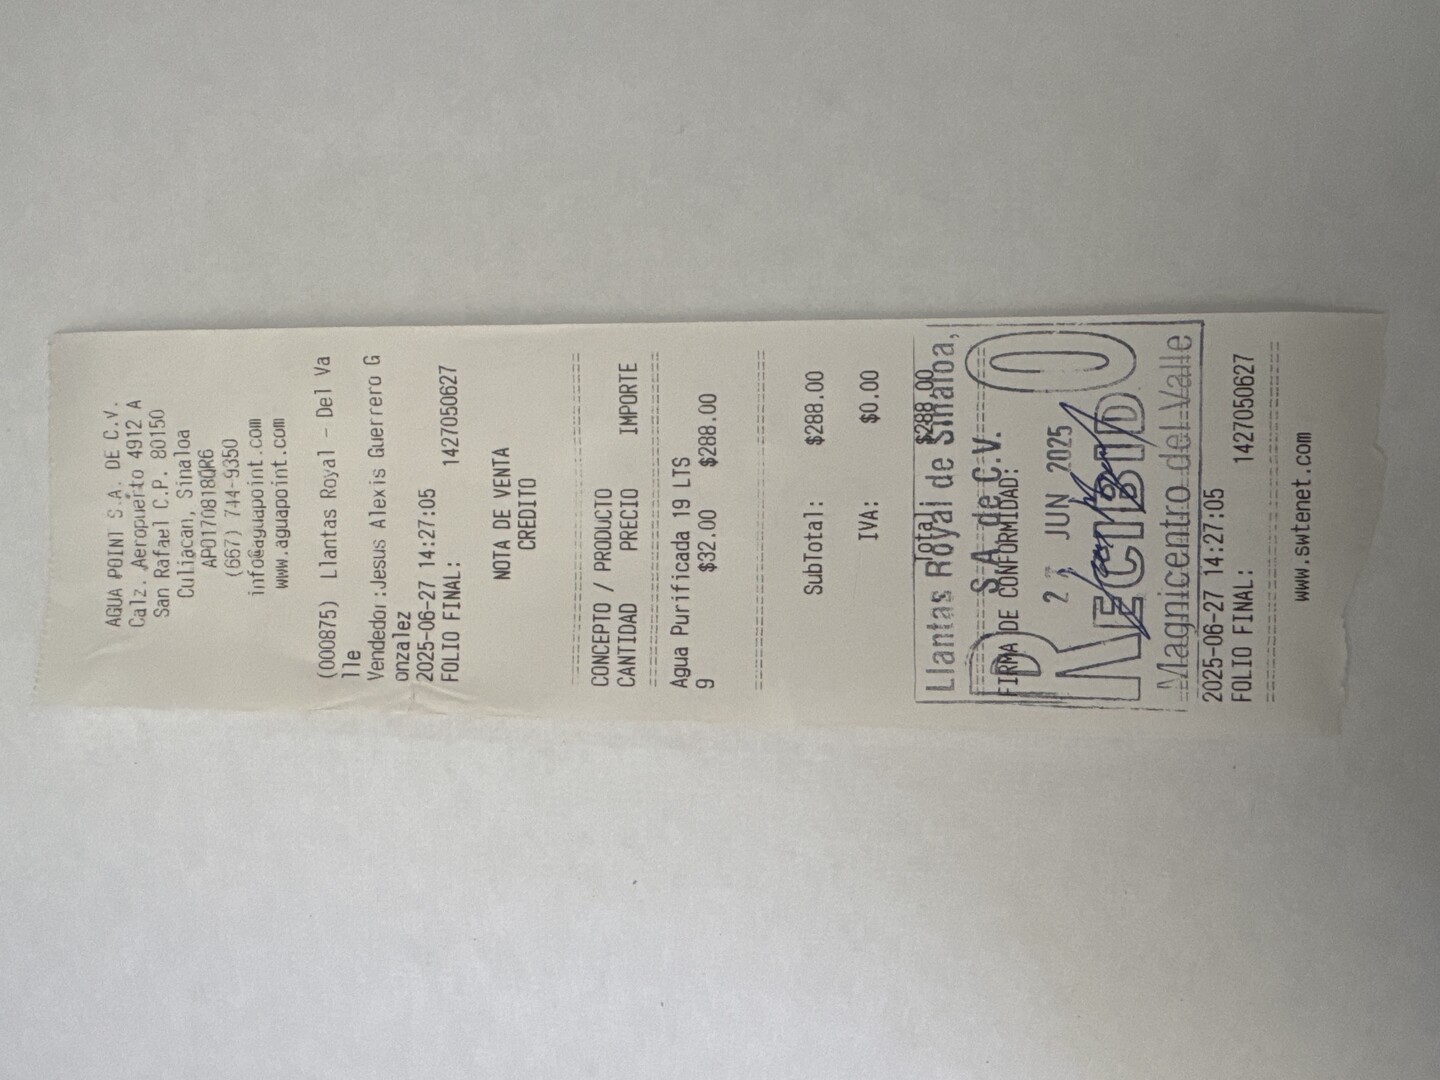 AGUA POINT S.A. DE C.V.
Calz. Aeropuerto 4912 A
San Rafael C.P. 80150
Culiacan, Sinaloa
APO170818QR6
(667) 744-9350
info@aguapoint.com
www.aguapoint.com
(000875) Llantas Royal - Del Va
lle
Vendedor:Jesus Alexis Guerrero G
onzalez
2025-06-27 14:27:05
FOLIO FINAL: 1427050627
NOTA DE VENTA
CREDITO
==============================
CONCEPTO / PRODUCTO
CANTIDAD PRECIO IMPORTE
==============================
Agua Purificada 19 LTS
9 $32.00 $288.00
==============================
SubTotal: $288.00
IVA: $0.00
Total $288.00
Llantas Royal de Sinaloa,
S.A. de C.V.
FIRMA DE CONFORMIDAD:
27 JUN 2025
RECIBIDO
Magnicentro del Valle
2025-06-27 14:27:05
FOLIO FINAL: 1427050627
==============================
www.swtenet.com